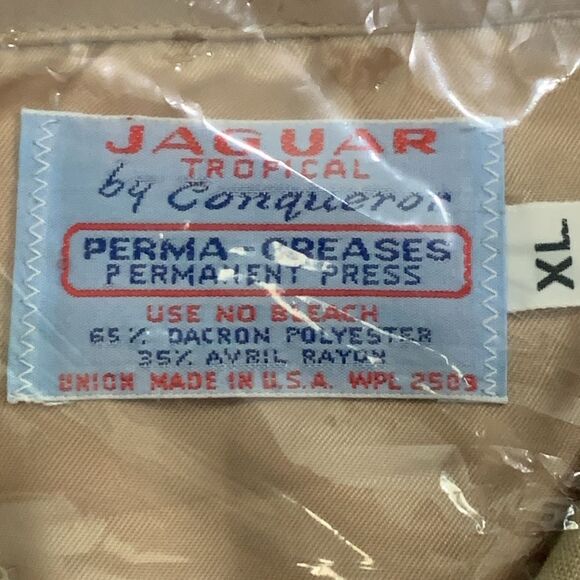 JAGUAR
TROPICAL
by Conqueror
PERMA-CREASES
PERMANENT PRESS
USE NO BLEACH
65% DACRON POLYESTER
35% AVRIL RAYON
UNION MADE IN U.S.A. WPL 2503
XL